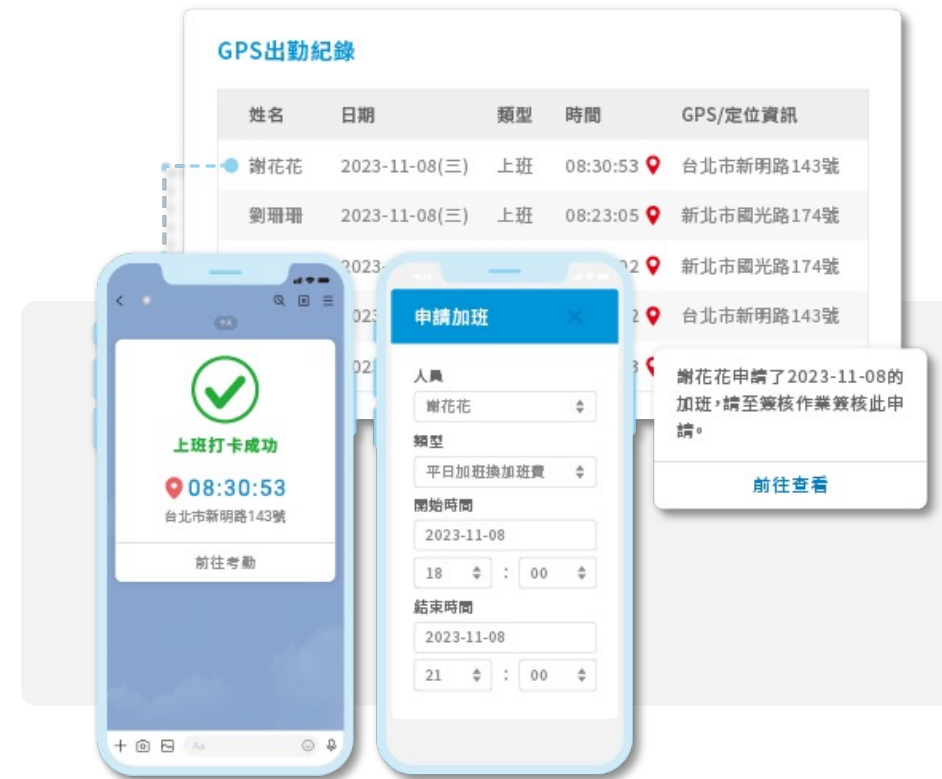 GPS出勤紀錄
姓名 日期 類型 時間 GPS/定位資訊
謝花花 2023-11-08(三) 上班 08:30:53 台北市新明路143號
劉珊珊 2023-11-08(三) 上班 08:23:05 新北市國光路174號
2023- 2 新北市國光路174號
023 2 台北市新明路143號
02 3
今天
上班打卡成功
08:30:53
台北市新明路143號
前往考勤
Aa
申請加班
人員
謝花花
類型
平日加班換加班費
開始時間
2023-11-08
18 : 00
結束時間
2023-11-08
21 : 00
謝花花申請了2023-11-08的
加班,請至簽核作業簽核此申
請。
前往查看